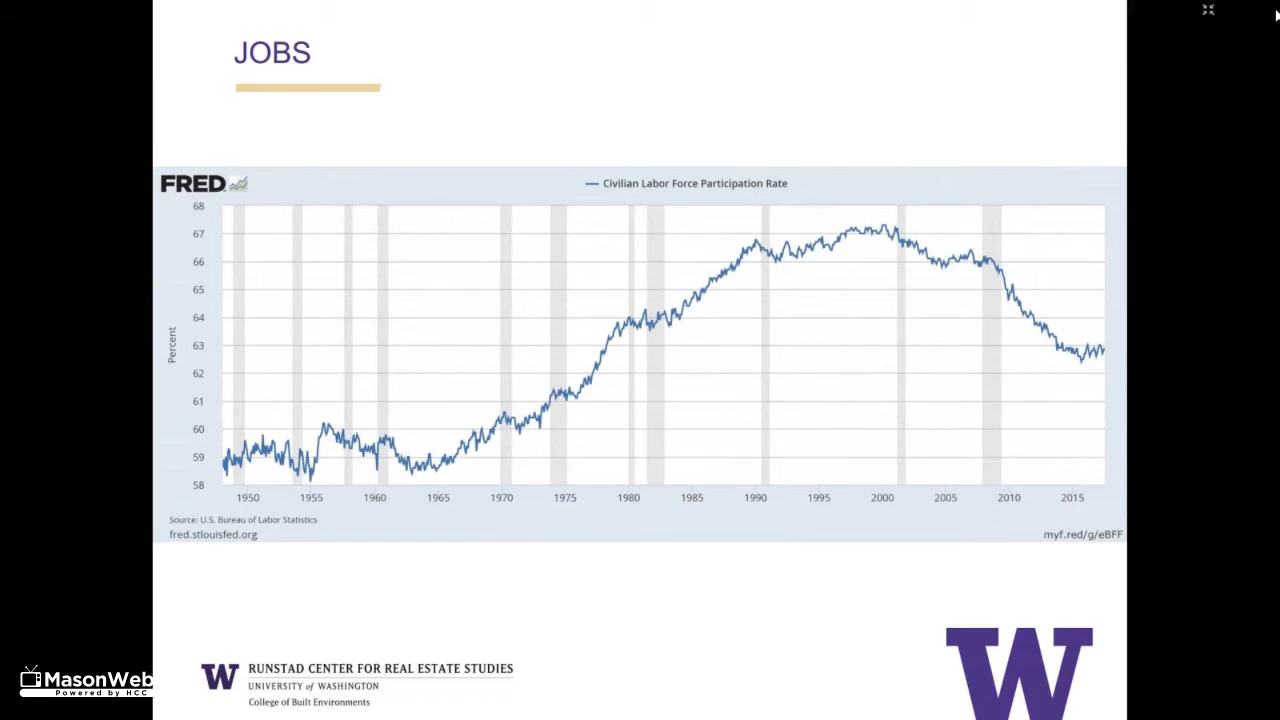 JOBS
FRED
Civilian Labor Force Participation Rate
68
67
66
65
64
63
62
61
60
59
58
Percent
1950 1955 1960 1965 1970 1975 1980 1985 1990 1995 2000 2005 2010 2015
Source: U.S. Bureau of Labor Statistics
fred.stlouisfed.org
myf.red/g/eBFF
W
RUNSTAD CENTER FOR REAL ESTATE STUDIES
UNIVERSITY of WASHINGTON
College of Built Environments
W
MasonWeb
Powered by HCC